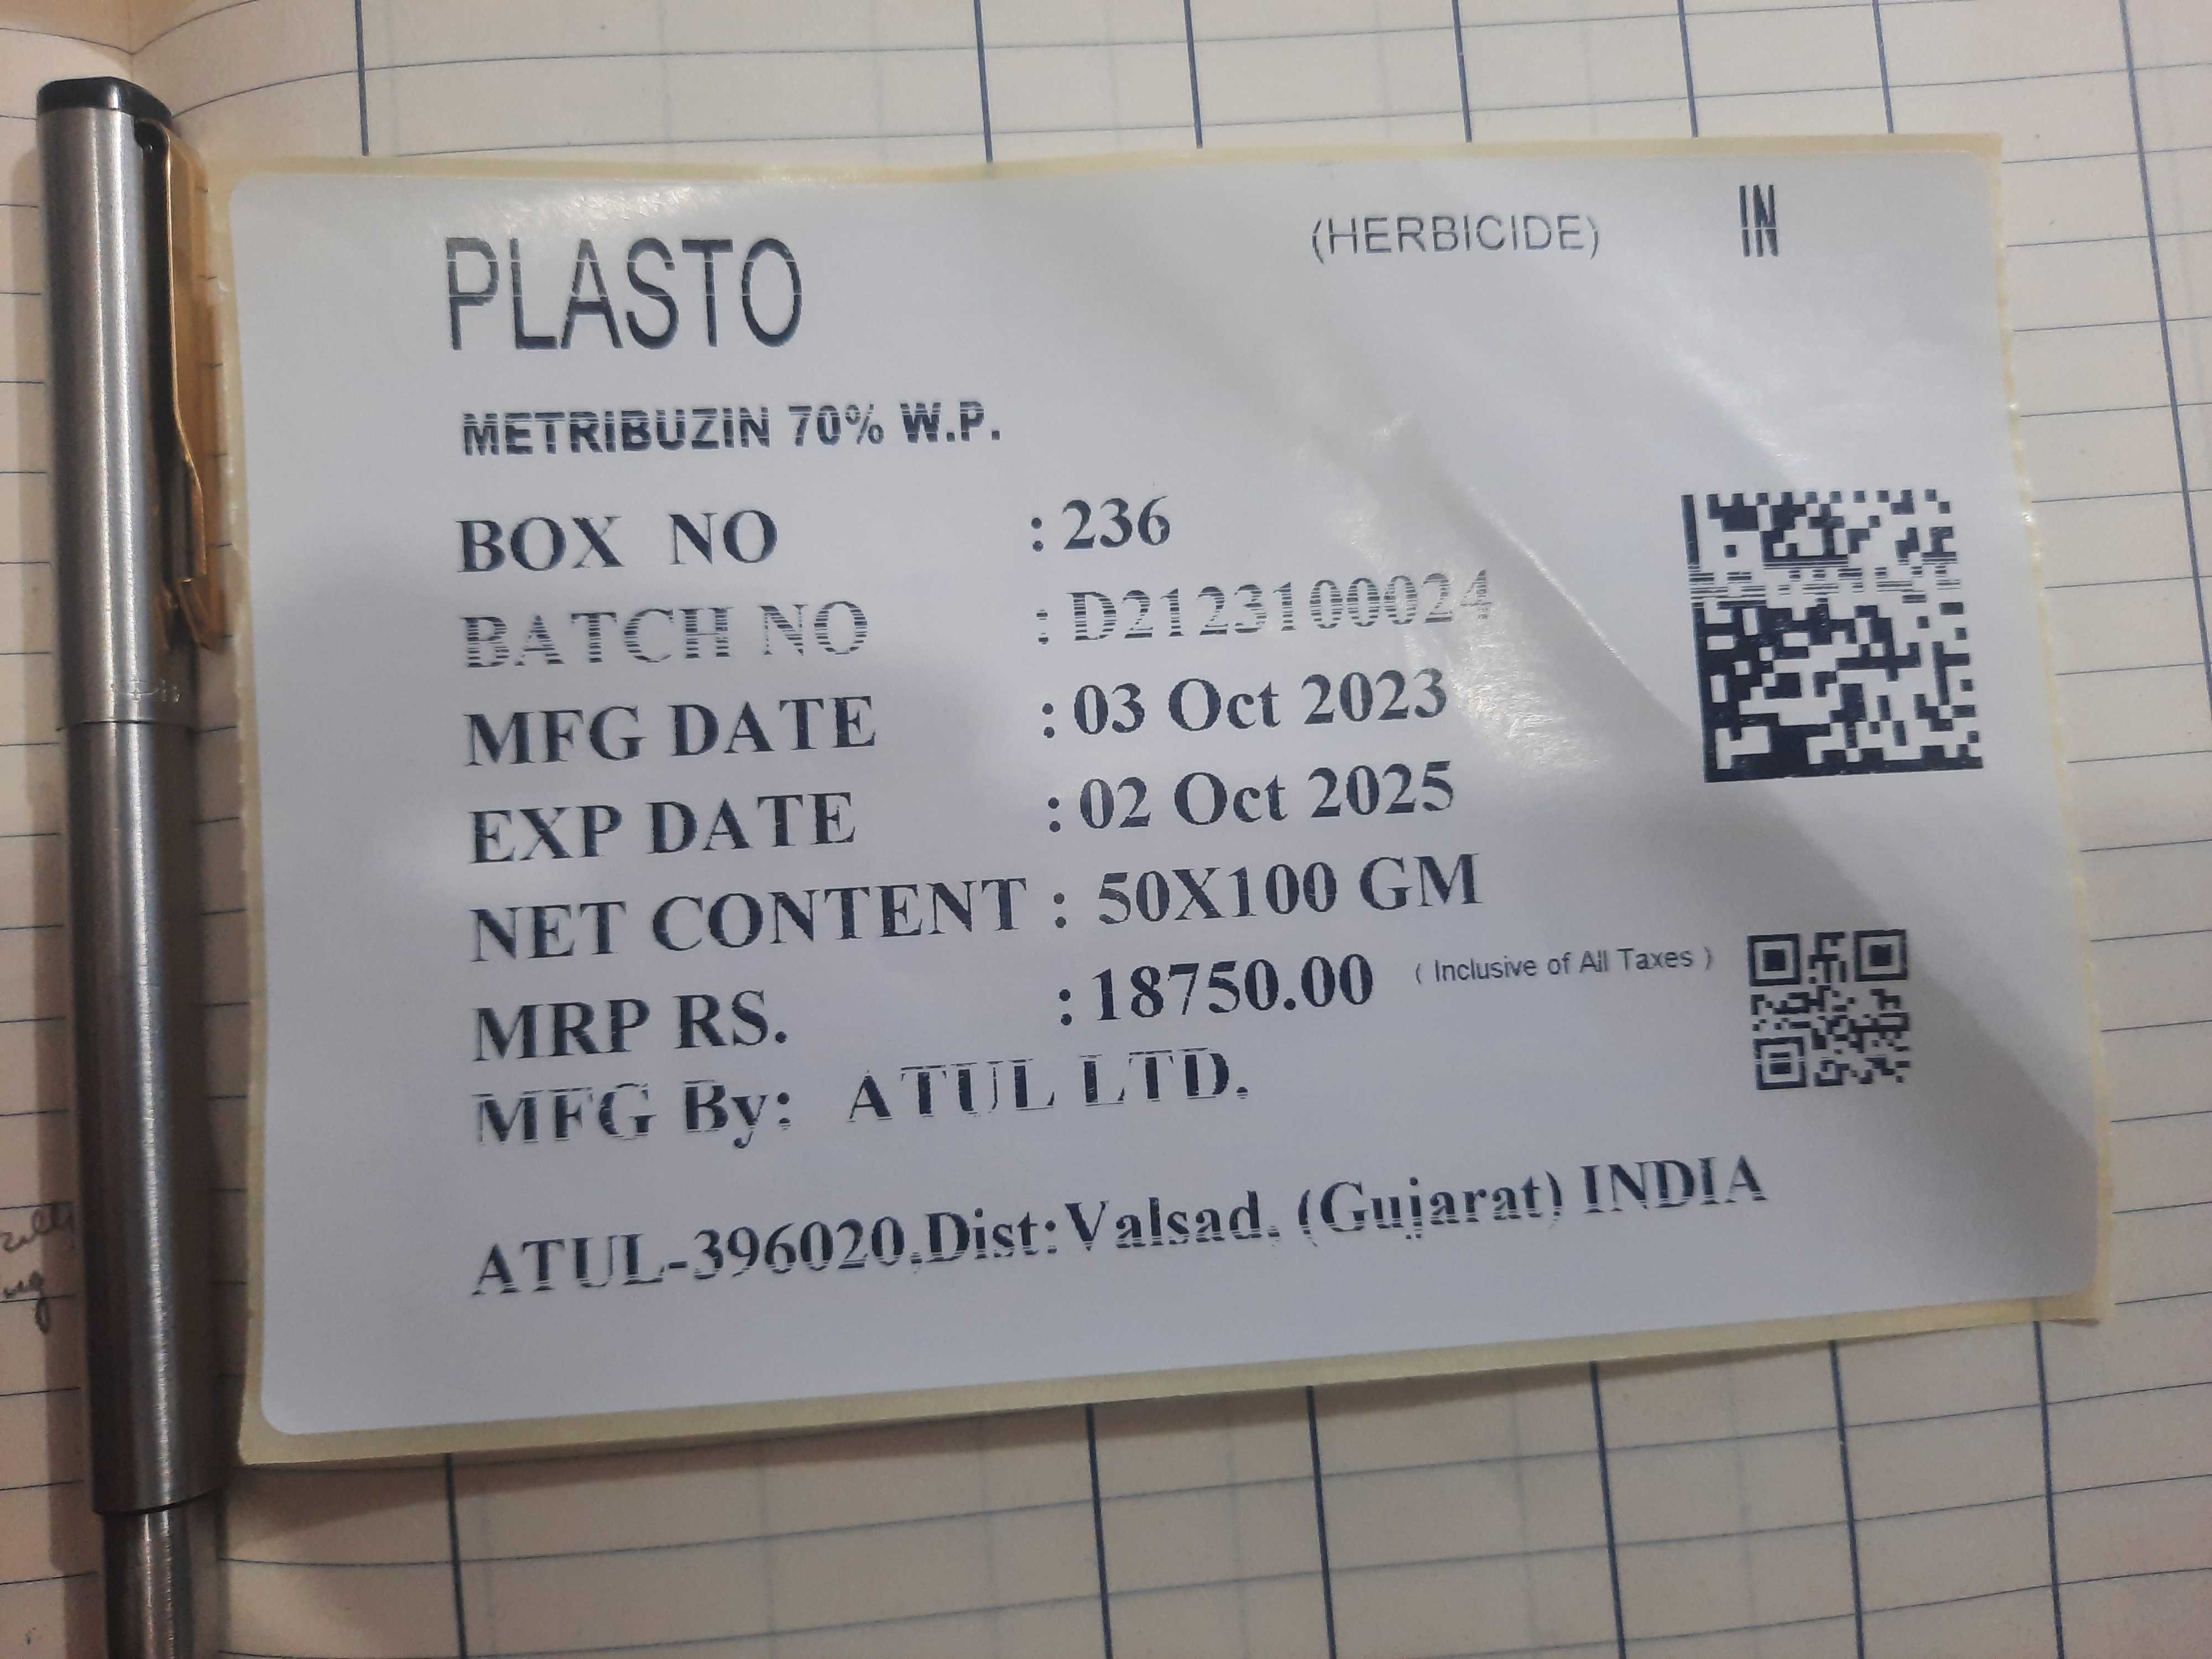 PLASTO (HERBICIDE) IN
METRIBUZIN 70% W.P.
BOX NO : 236
BATCH NO : D2123100024
MFG DATE : 03 Oct 2023
EXP DATE : 02 Oct 2025
NET CONTENT : 50X100 GM
MRP RS. : 18750.00 ( Inclusive of All Taxes )
MFG By: ATUL LTD.
ATUL-396020,Dist:Valsad. (Gujarat) INDIA